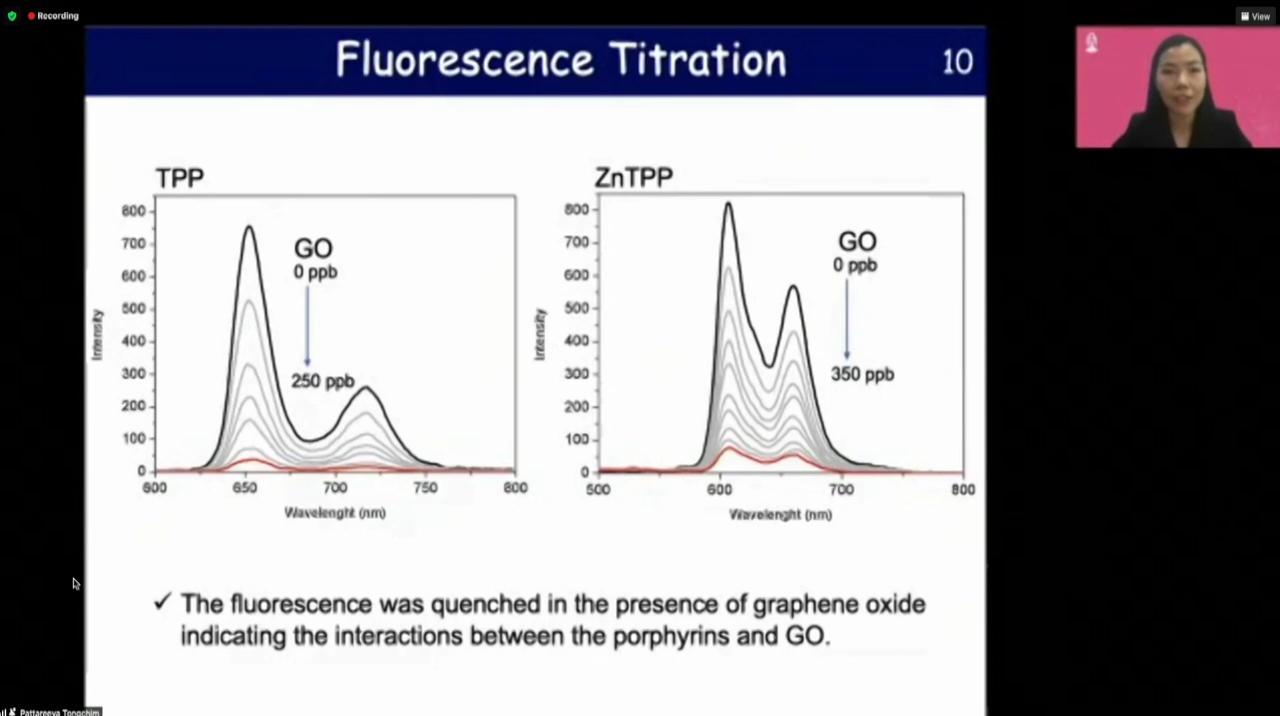 Recording
View
Fluorescence Titration
10
TPP
800
700
600
500
400
300
200
100
0
Intensity
GO
0 ppb
250 ppb
600
650
700
750
800
Wavelenght (nm)
ZnTPP
800
700
600
500
400
300
200
100
0
Intensity
GO
0 ppb
350 ppb
500
600
700
800
Wavelenght (nm)
✓ The fluorescence was quenched in the presence of graphene oxide
indicating the interactions between the porphyrins and GO.
Pattareeya Tongchim